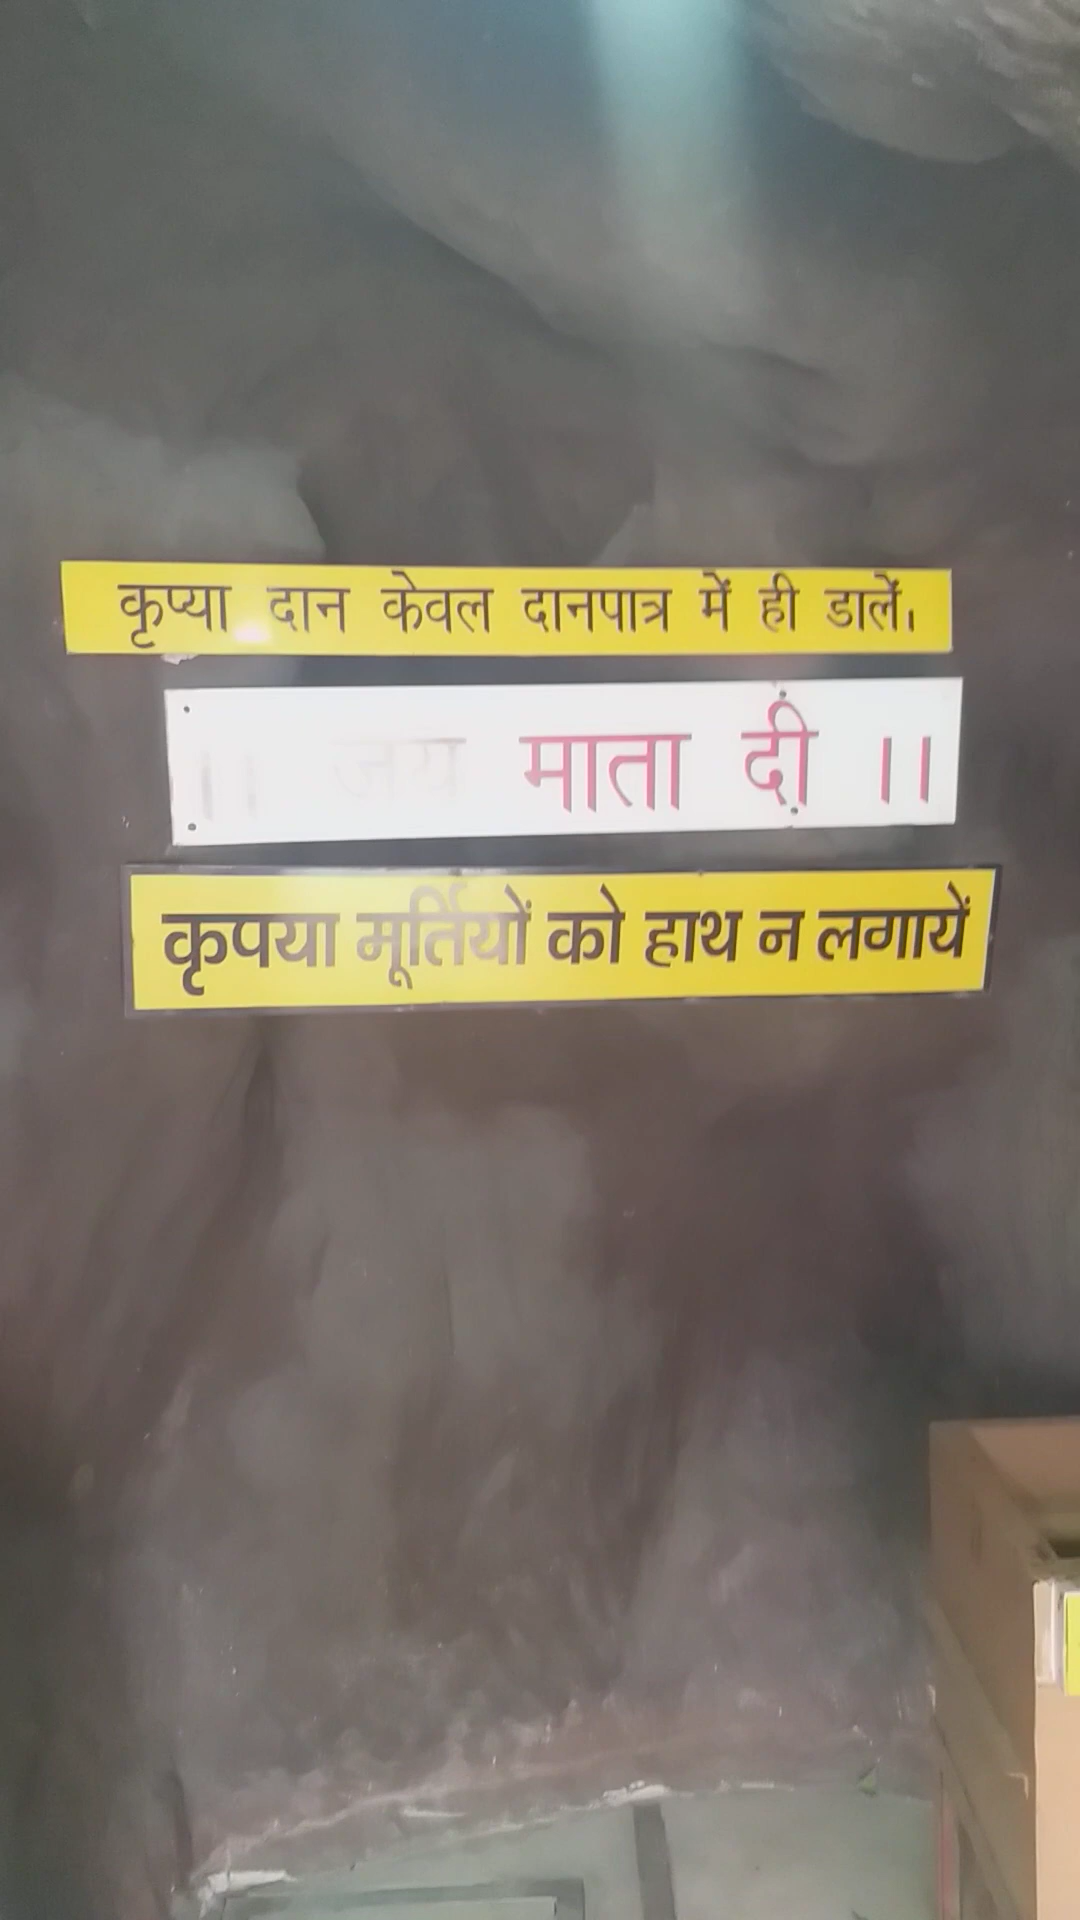 कृप्या दान केवल दानपात्र में ही डालें।
।। जय माता दी ।।
कृपया मूर्तियों को हाथ न लगायें